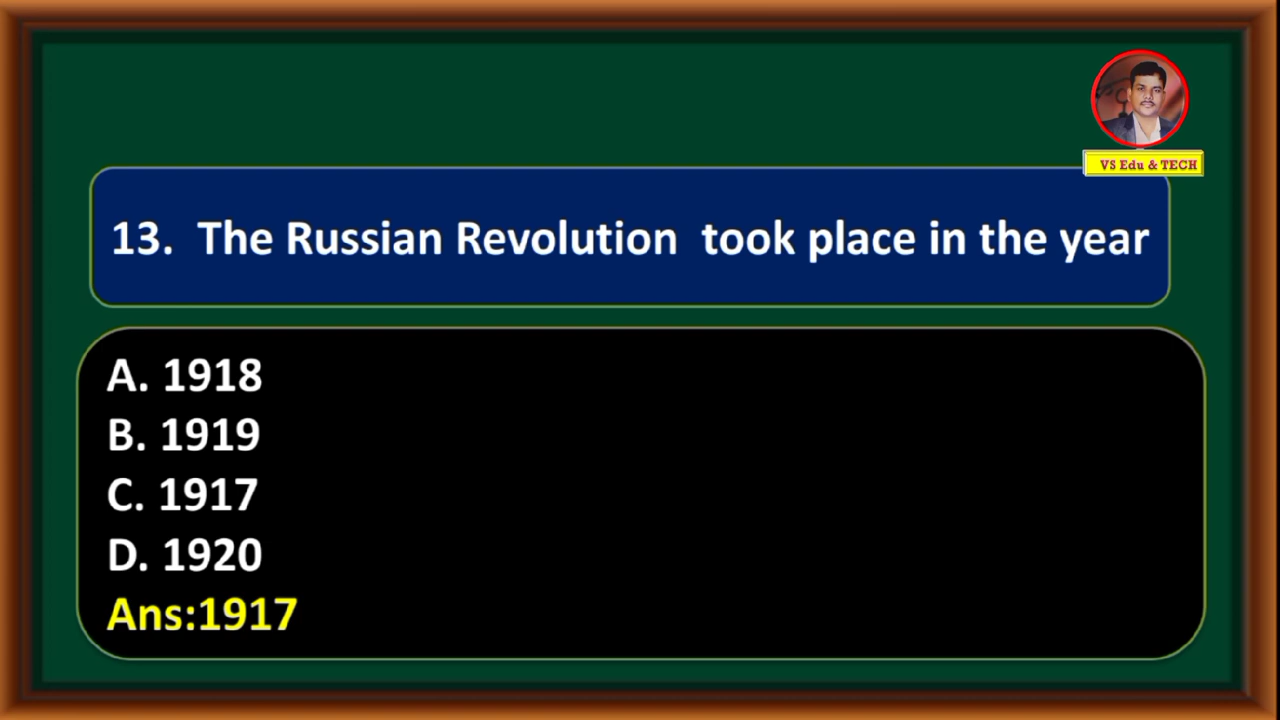 VS Edu & TECH
13. The Russian Revolution took place in the year
A. 1918
B. 1919
C. 1917
D. 1920
Ans:1917